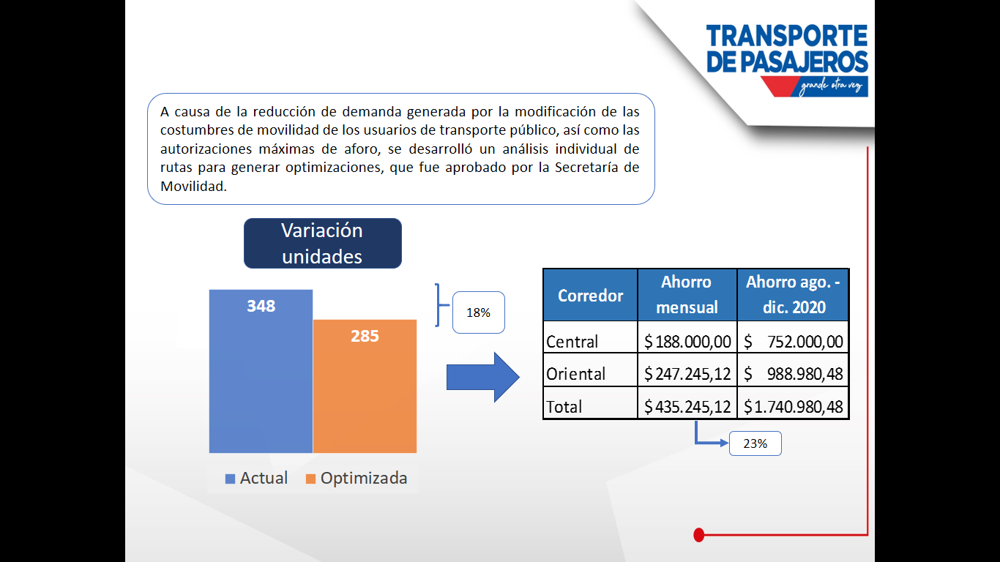 TRANSPORTE
DE PASAJEROS
grande otra vez
A causa de la reducción de demanda generada por la modificación de las
costumbres de movilidad de los usuarios de transporte público, así como las
autorizaciones máximas de aforo, se desarrolló un análisis individual de
rutas para generar optimizaciones, que fue aprobado por la Secretaría de
Movilidad.
Variación
unidades
348
285
18%
Actual
Optimizada
Corredor Ahorro mensual Ahorro ago. - dic. 2020
Central $ 188.000,00 $ 752.000,00
Oriental $ 247.245,12 $ 988.980,48
Total $ 435.245,12 $ 1.740.980,48
23%